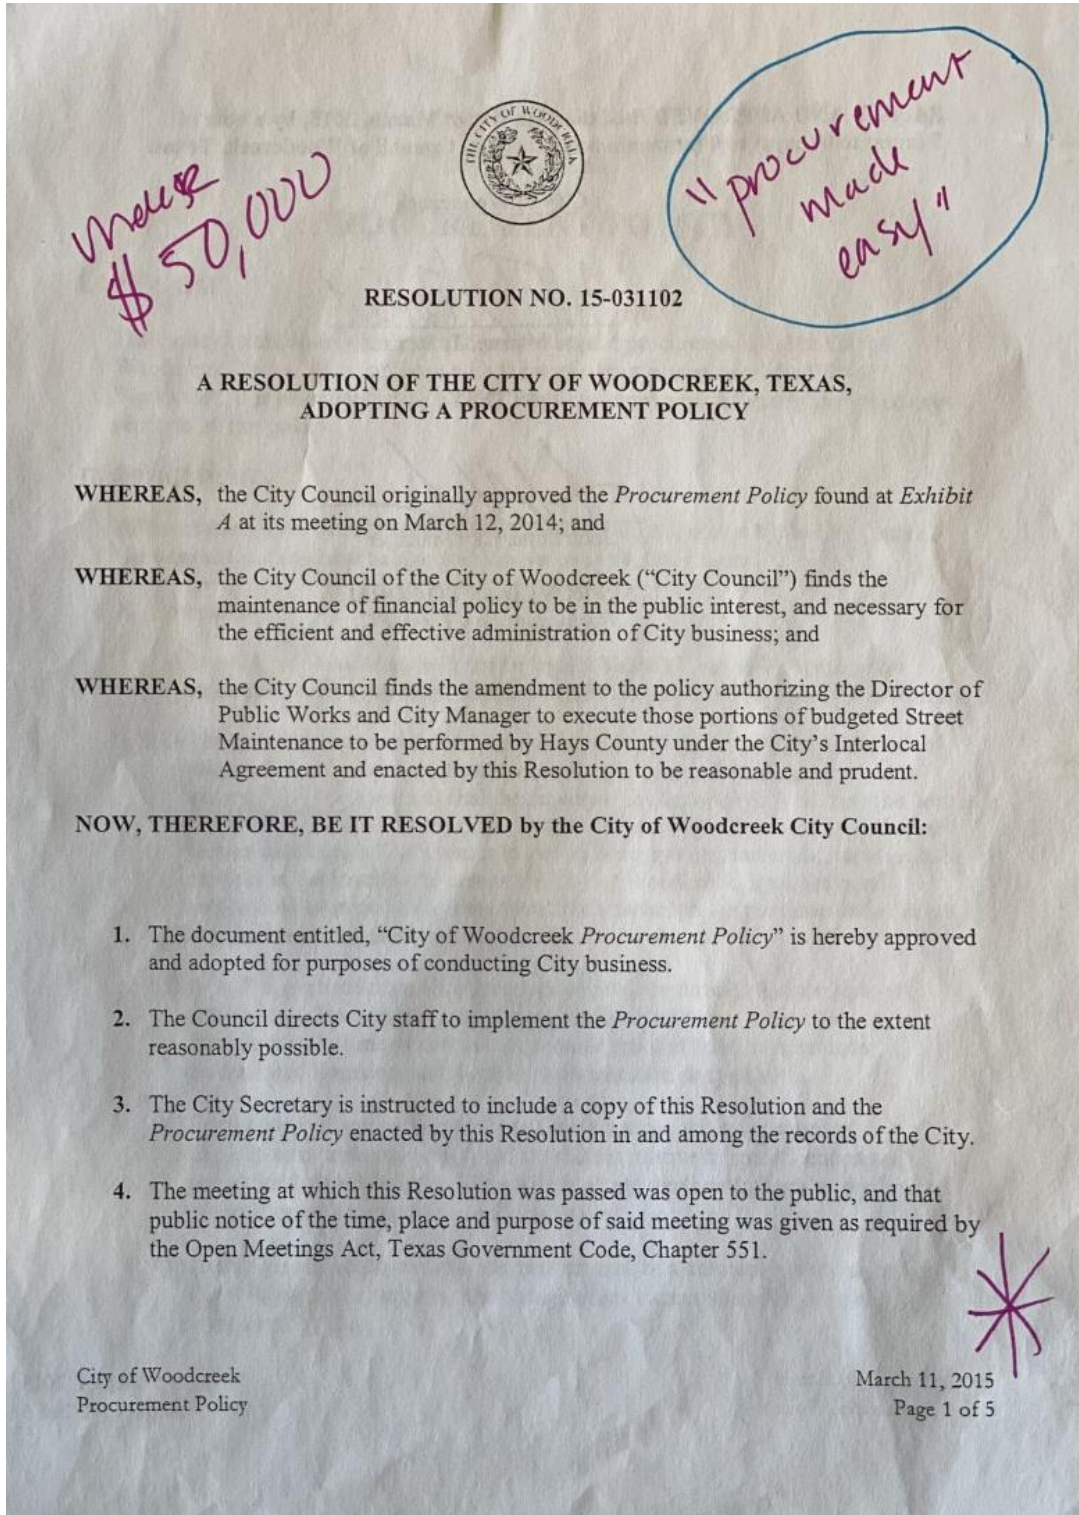 under
$50,000
"procurement
made
easy"
THE CITY OF WOODCREEK
RESOLUTION NO. 15-031102
A RESOLUTION OF THE CITY OF WOODCREEK, TEXAS,
ADOPTING A PROCUREMENT POLICY
WHEREAS, the City Council originally approved the Procurement Policy found at Exhibit
A at its meeting on March 12, 2014; and
WHEREAS, the City Council of the City of Woodcreek (“City Council”) finds the
maintenance of financial policy to be in the public interest, and necessary for
the efficient and effective administration of City business; and
WHEREAS, the City Council finds the amendment to the policy authorizing the Director of
Public Works and City Manager to execute those portions of budgeted Street
Maintenance to be performed by Hays County under the City’s Interlocal
Agreement and enacted by this Resolution to be reasonable and prudent.
NOW, THEREFORE, BE IT RESOLVED by the City of Woodcreek City Council:
1. The document entitled, “City of Woodcreek Procurement Policy” is hereby approved
and adopted for purposes of conducting City business.
2. The Council directs City staff to implement the Procurement Policy to the extent
reasonably possible.
3. The City Secretary is instructed to include a copy of this Resolution and the
Procurement Policy enacted by this Resolution in and among the records of the City.
4. The meeting at which this Resolution was passed was open to the public, and that
public notice of the time, place and purpose of said meeting was given as required by
the Open Meetings Act, Texas Government Code, Chapter 551.
City of Woodcreek
Procurement Policy
March 11, 2015
Page 1 of 5